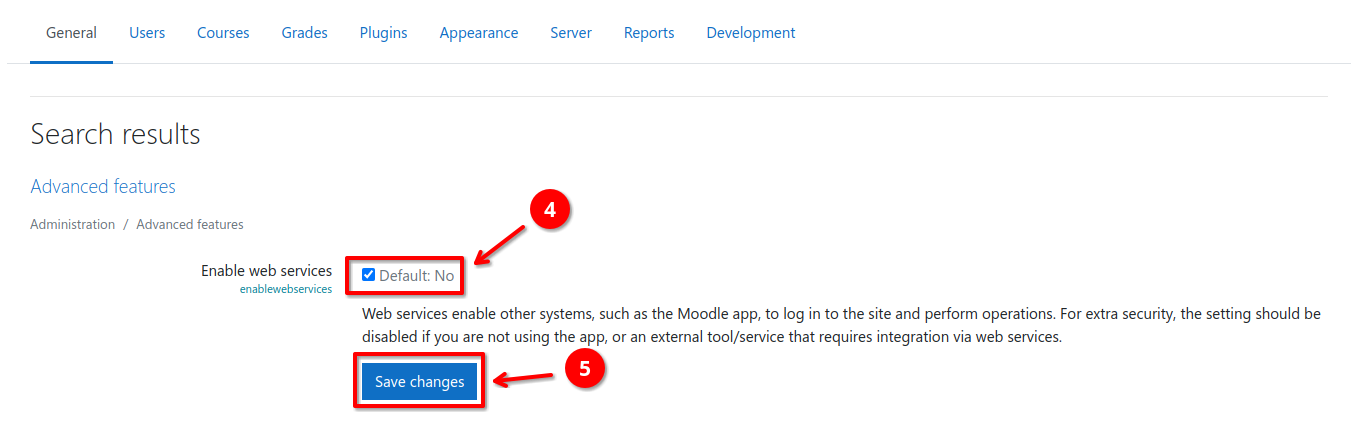 General Users Courses Grades Plugins Appearance Server Reports Development
Search results
Advanced features
Administration / Advanced features
4
Enable web services Default: No
enablewebservices
Web services enable other systems, such as the Moodle app, to log in to the site and perform operations. For extra security, the setting should be
disabled if you are not using the app, or an external tool/service that requires integration via web services.
Save changes 5